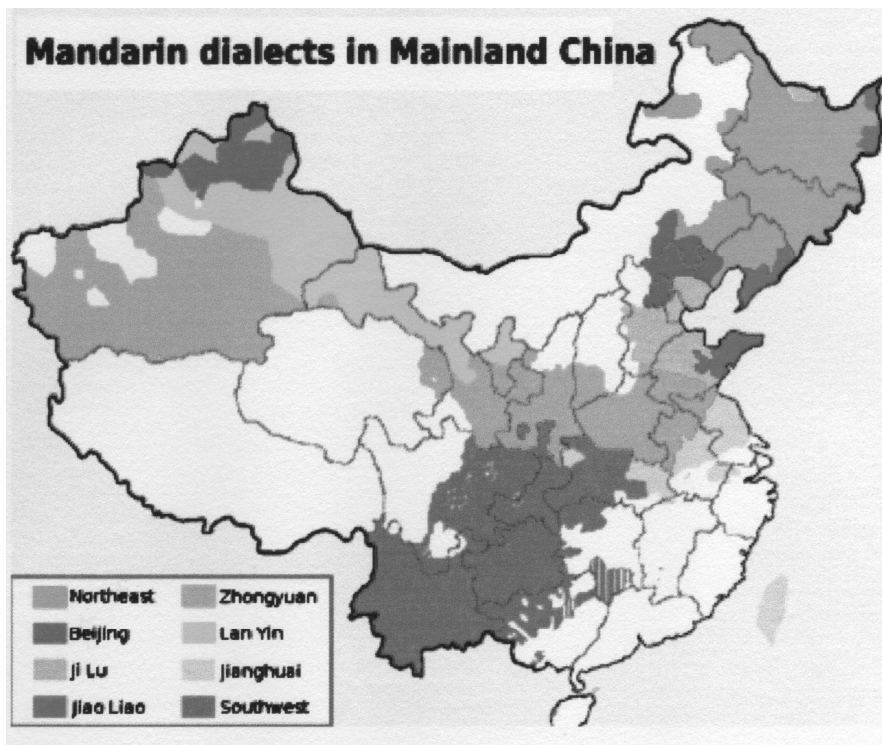 Mandarin dialects in Mainland China
Northeast
Zhongyuan
Beijing
Lan Yin
Ji Lu
Jianghuai
Jiao Liao
Southwest